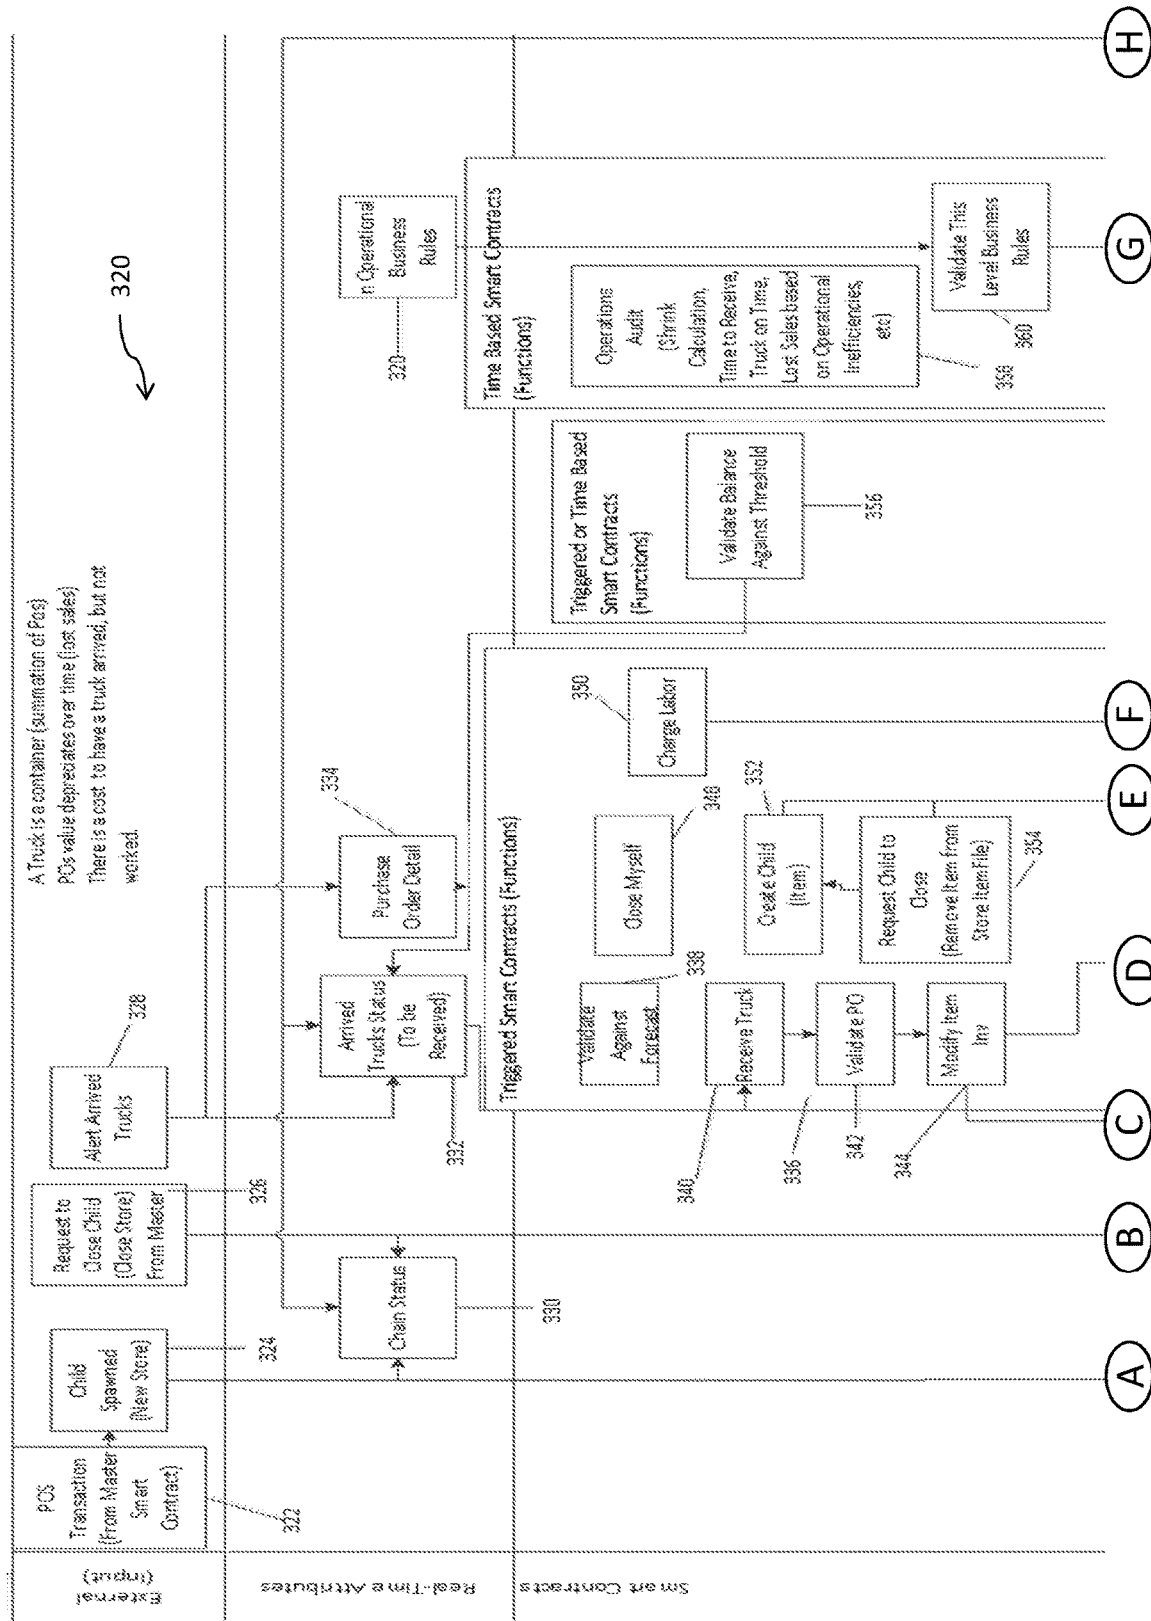 External
(Input)
Real-Time Attributes
Smart Contracts
POS
Transaction
(From Master
Smart
Contract)
322
Child
Spawned
(New Store)
324
Request to
Close Child
(Close Store)
From Master
326
Alert Arrived
Trucks
328
A Truck is a container (summation of Pos)
POs value depreciates over time (lost sales)
There is a cost to have a truck arrived, but not
worked.
320
Chain Status
330
Arrived
Trucks Status
(To be
Received)
332
Purchase
Order Detail
334
n Operational
Business
Rules
320
Triggered Smart Contracts (Functions)
Validate
Against
Forecast
338
Close Myself
348
Charge Labor
350
Receive Truck
340
336
Validate PO
342
Modify Item
Inv
344
Create Child
(Item)
352
Request Child to
Close
(Remove Item from
Store Item File)
354
Triggered or Time Based
Smart Contracts
(Functions)
Validate Balance
Against Threshold
356
Time Based Smart Contracts
(Functions)
Operations
Audit
(Shrink
Calculation,
Time to Receive,
Truck on Time,
Lost Sales based
on Operational
Inefficiencies,
etc)
358
Validate This
Level Business
Rules
360
A
B
C
D
E
F
G
H